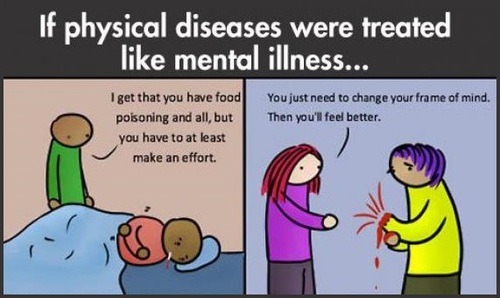 If physical diseases were treated
like mental illness...
I get that you have food
poisoning and all, but
you have to at least
make an effort.
You just need to change your frame of mind.
Then you'll feel better.
z